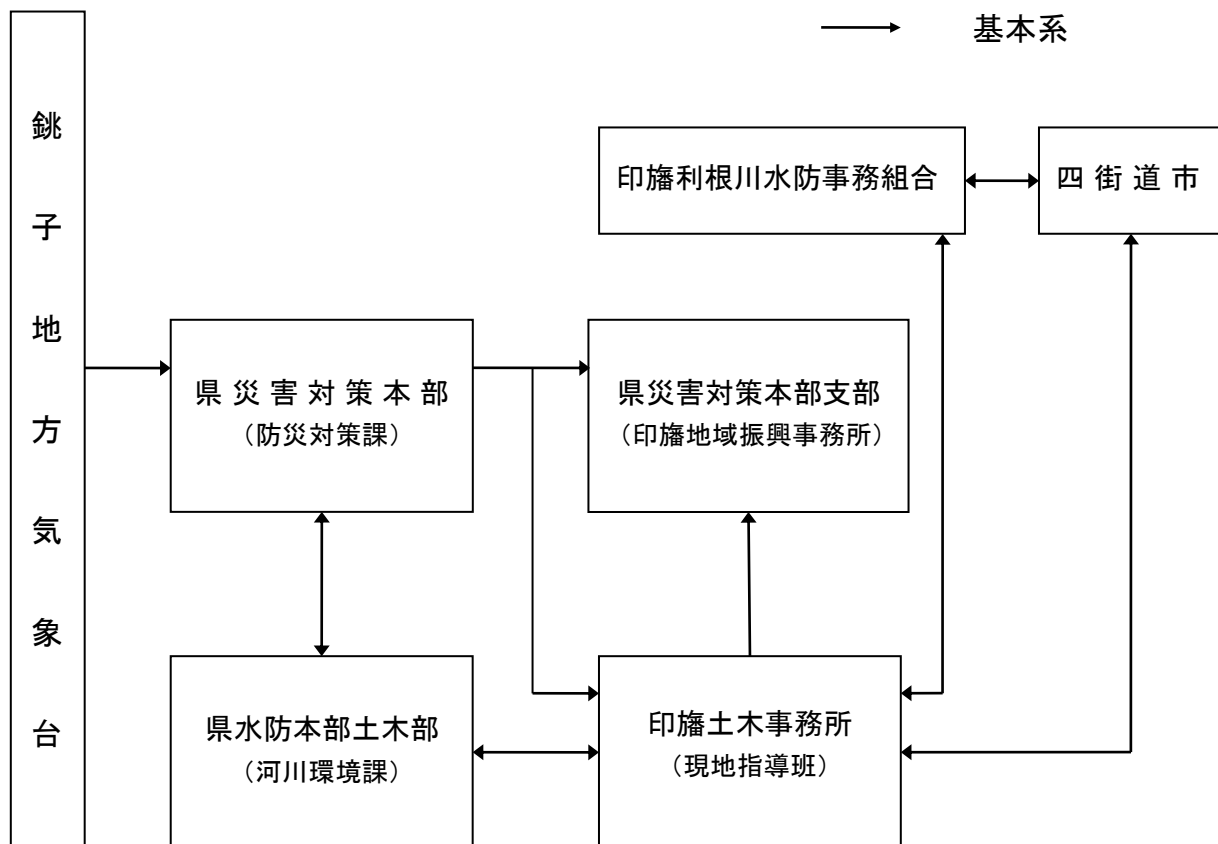 基本系
銚子地方気象台
印旛利根川水防事務組合
四街道市
県災害対策本部
（防災対策課）
県災害対策本部支部
（印旛地域振興事務所）
県水防本部土木部
（河川環境課）
印旛土木事務所
（現地指導班）